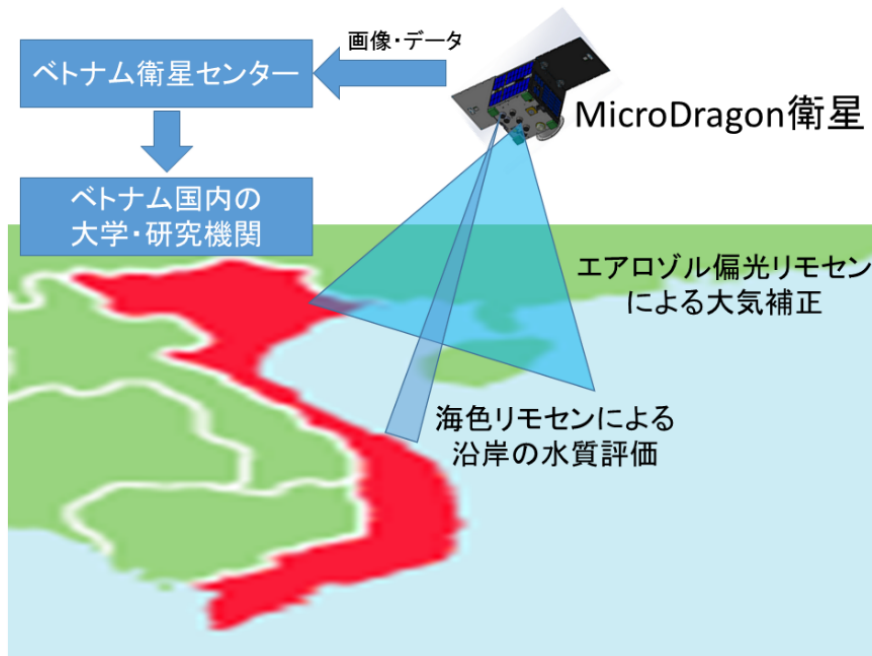 画像・データ
ベトナム衛星センター
MicroDragon衛星
ベトナム国内の
大学・研究機関
エアロゾル偏光リモセン
による大気補正
海色リモセンによる
沿岸の水質評価